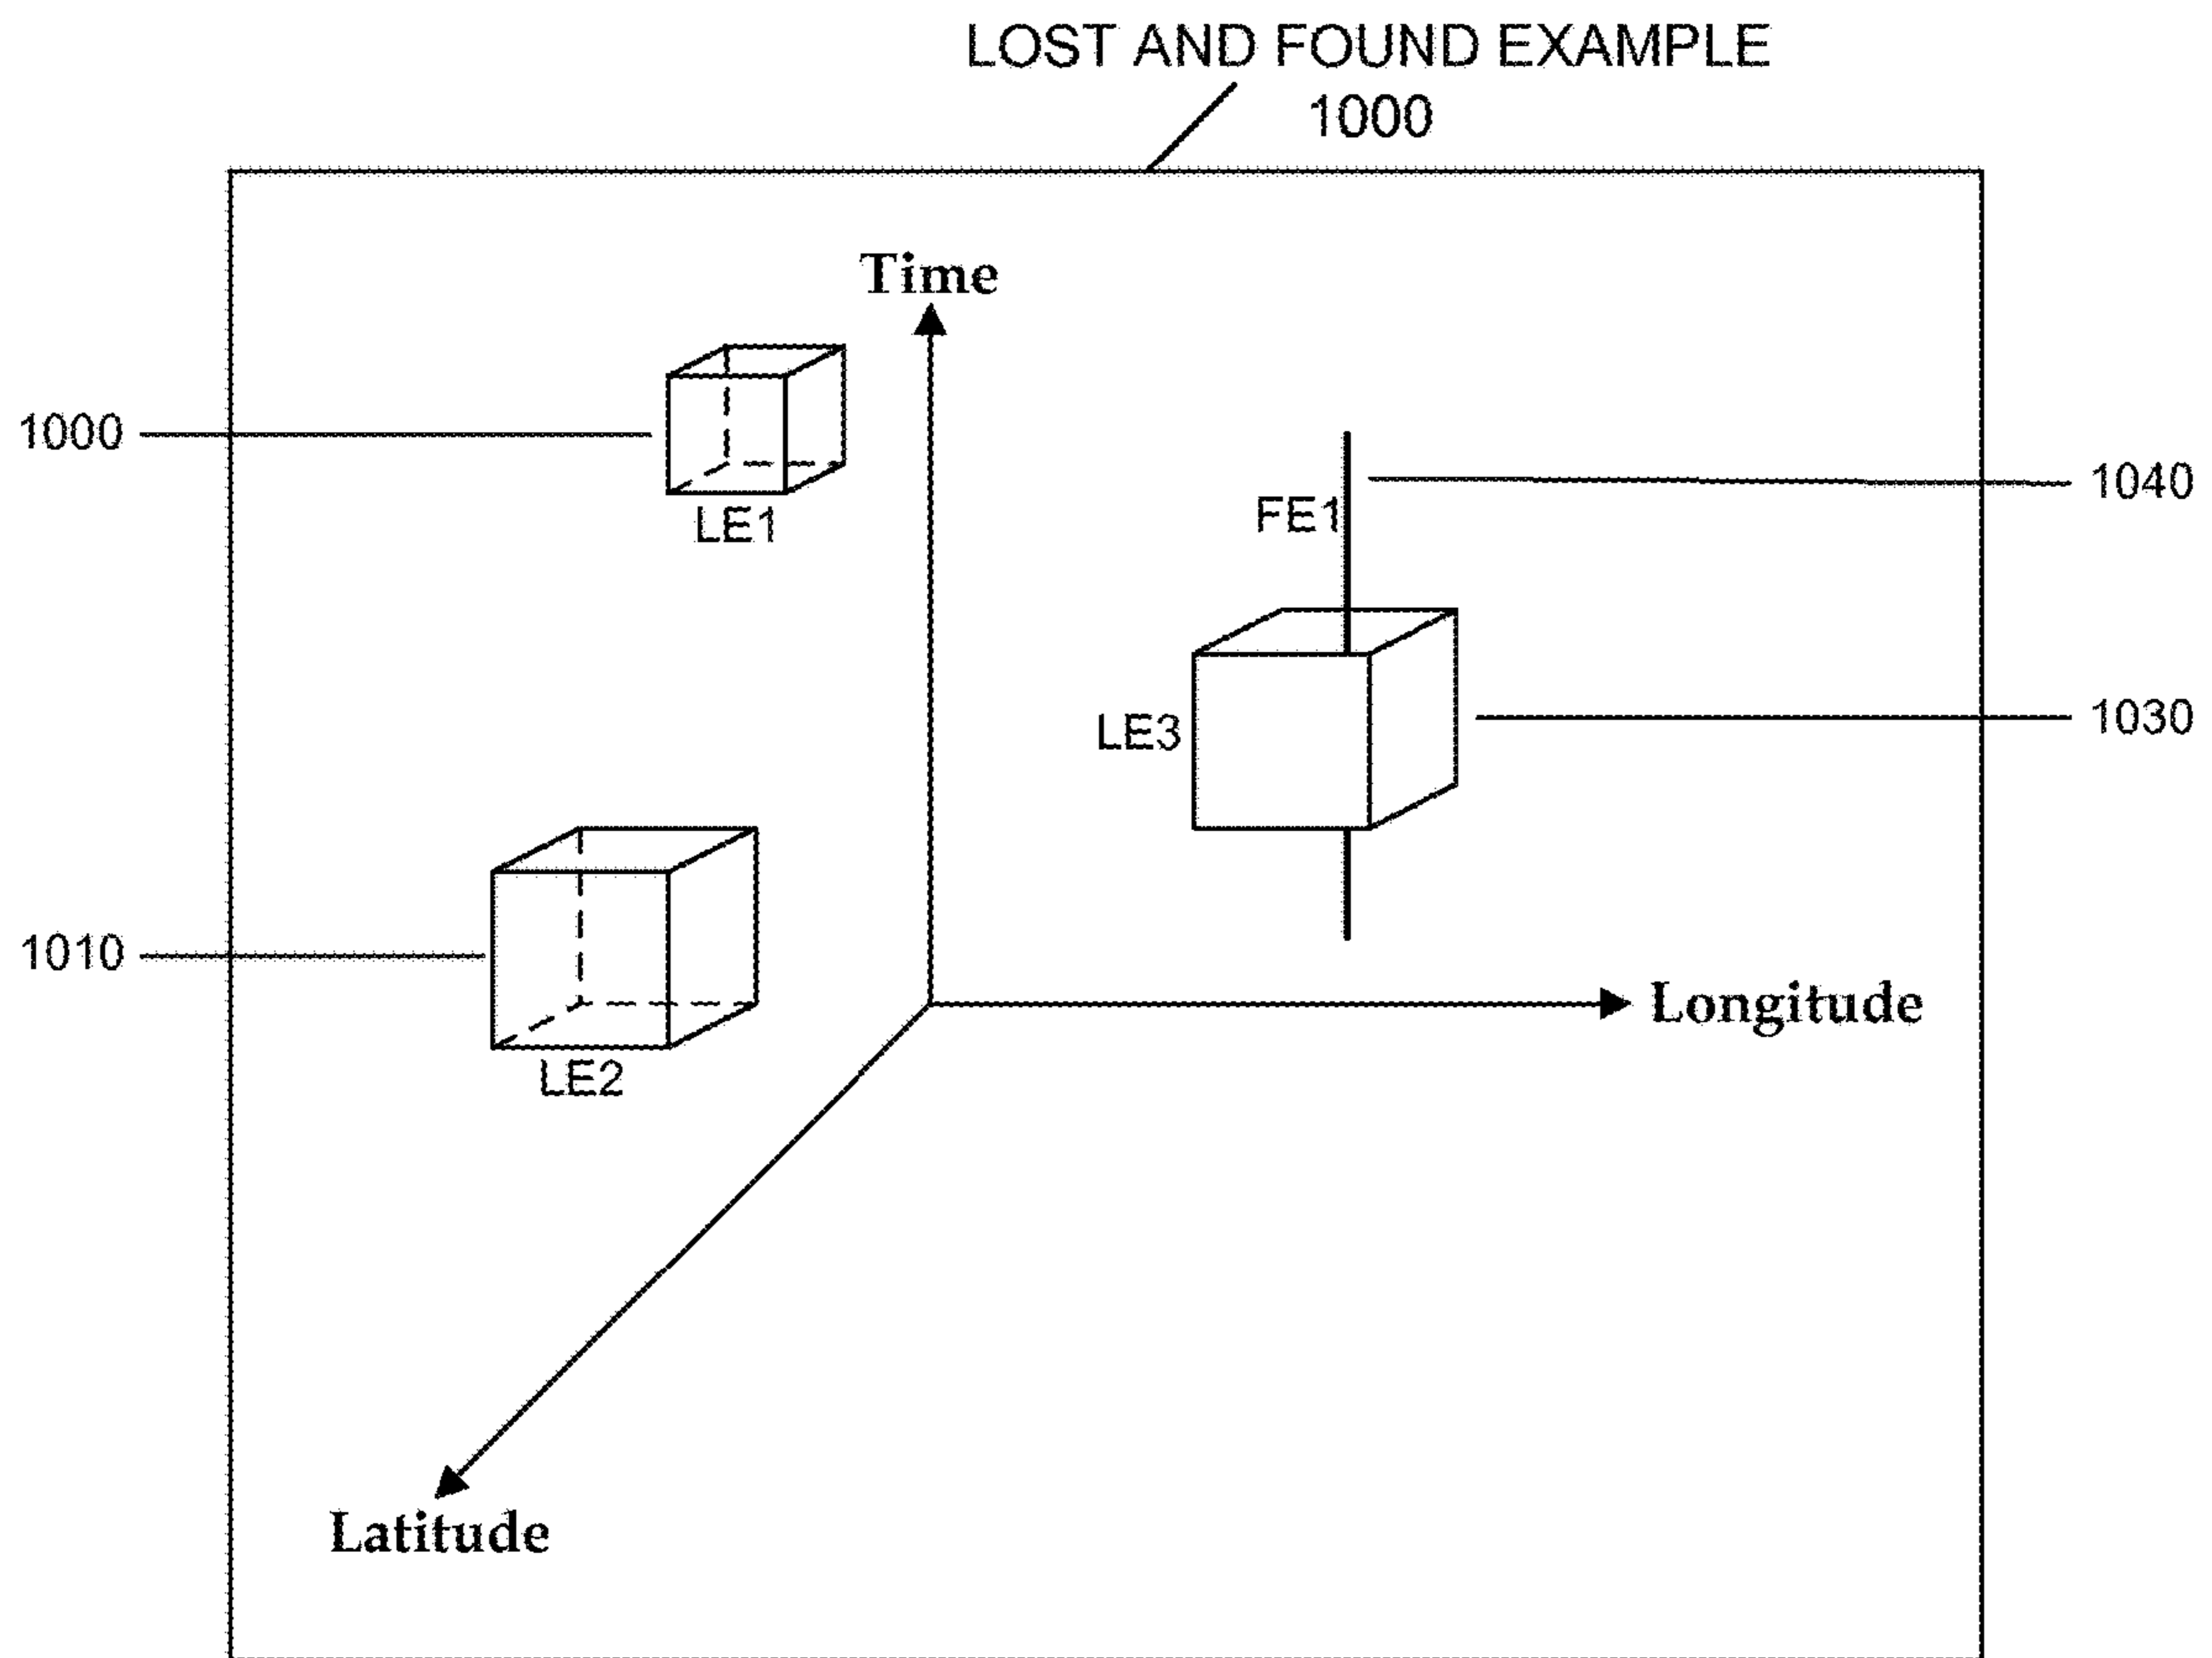 LOST AND FOUND EXAMPLE
1000
Time
1000
LE1
FE1
1040
LE3
1030
1010
LE2
Longitude
Latitude